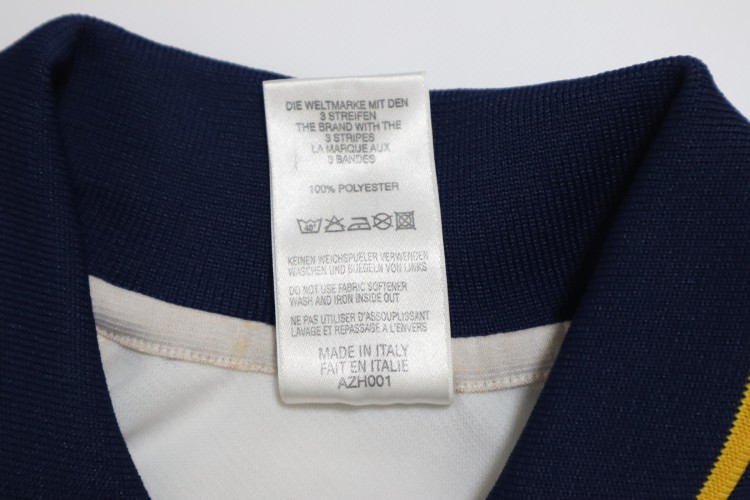 DIE WELTMARKE MIT DEN
3 STREIFEN
THE BRAND WITH THE
3 STRIPES
LA MARQUE AUX
3 BANDES
100% POLYESTER
40°
KEINEN WEICHSPUELER VERWENDEN
WASCHEN UND BUEGELN VON LINKS
DO NOT USE FABRIC SOFTENER
WASH AND IRON INSIDE OUT
NE PAS UTILISER D'ASSOUPLISSANT
LAVAGE ET REPASSAGE A L'ENVERS
MADE IN ITALY
FAIT EN ITALIE
AZH001